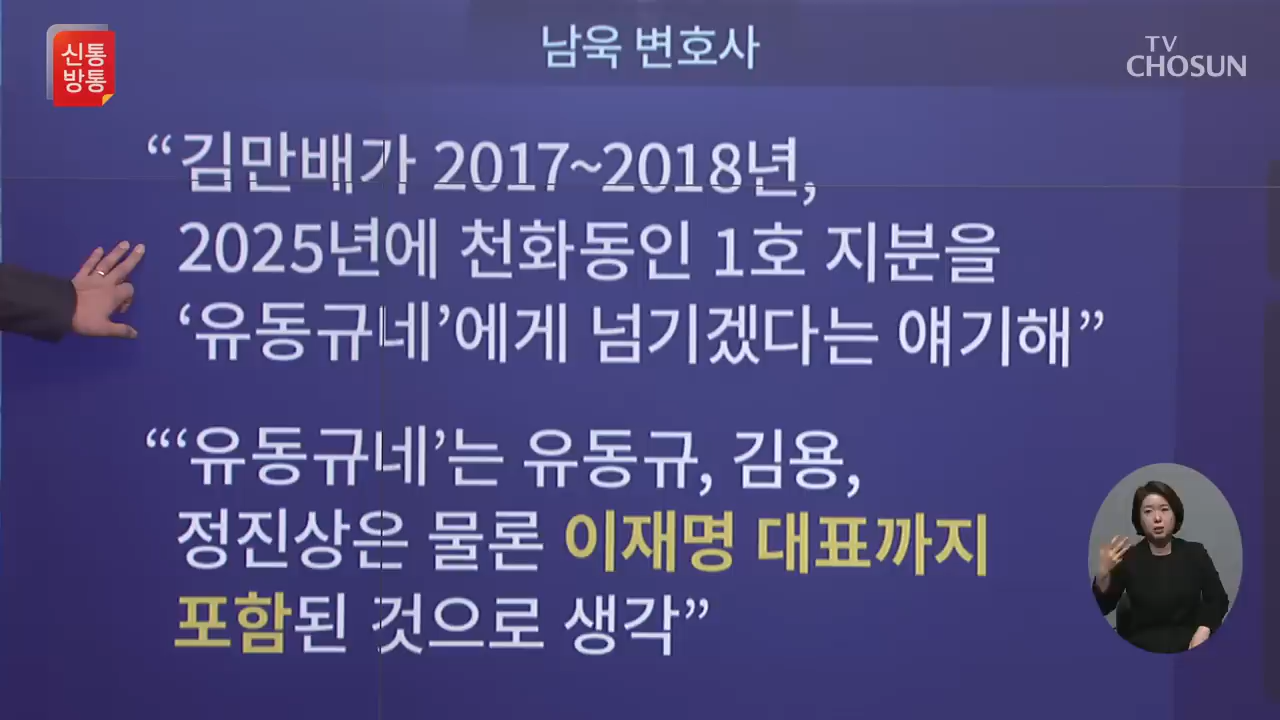 신통
방통
남욱 변호사
TV
CHOSUN
“김만배가 2017~2018년,
2025년에 천화동인 1호 지분을
‘유동규네’에게 넘기겠다는 얘기해”
“‘유동규네’는 유동규, 김용,
정진상은 물론 이재명 대표까지
포함된 것으로 생각”